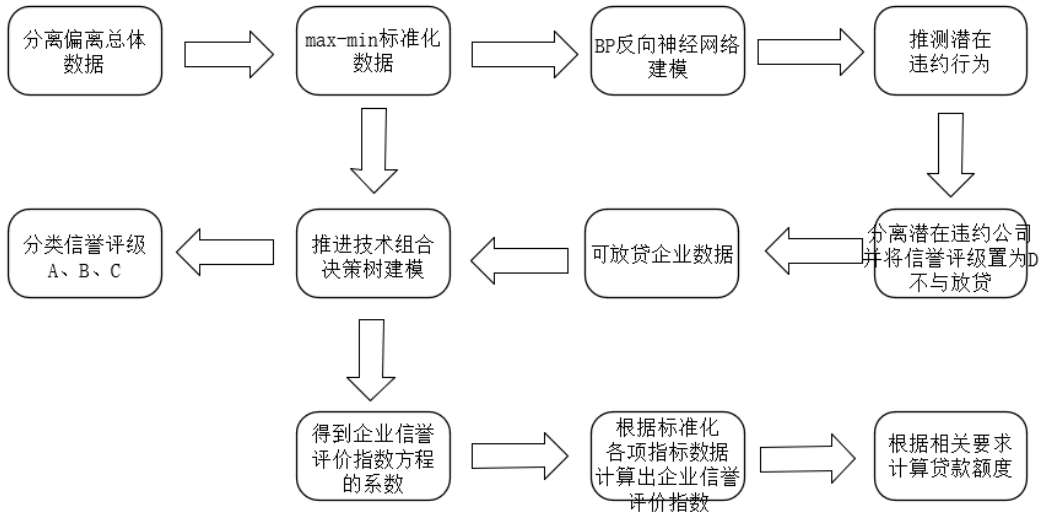 分离偏离总体
数据
max-min标准化
数据
BP反向神经网络
建模
推测潜在
违约行为
分类信誉评级
A、B、C
推进技术组合
决策树建模
可放贷企业数据
分离潜在违约公司
并将信誉评级置为D
不与放贷
得到企业信誉
评价指数方程
的系数
根据标准化
各项指标数据
计算出企业信誉
评价指数
根据相关要求
计算贷款额度